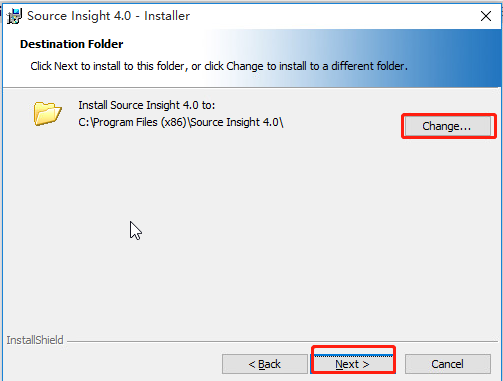 Source Insight 4.0 - Installer
Destination Folder
Click Next to install to this folder, or click Change to install to a different folder.
Install Source Insight 4.0 to:
C:\Program Files (x86)\Source Insight 4.0\
Change...
InstallShield
< Back
Next >
Cancel